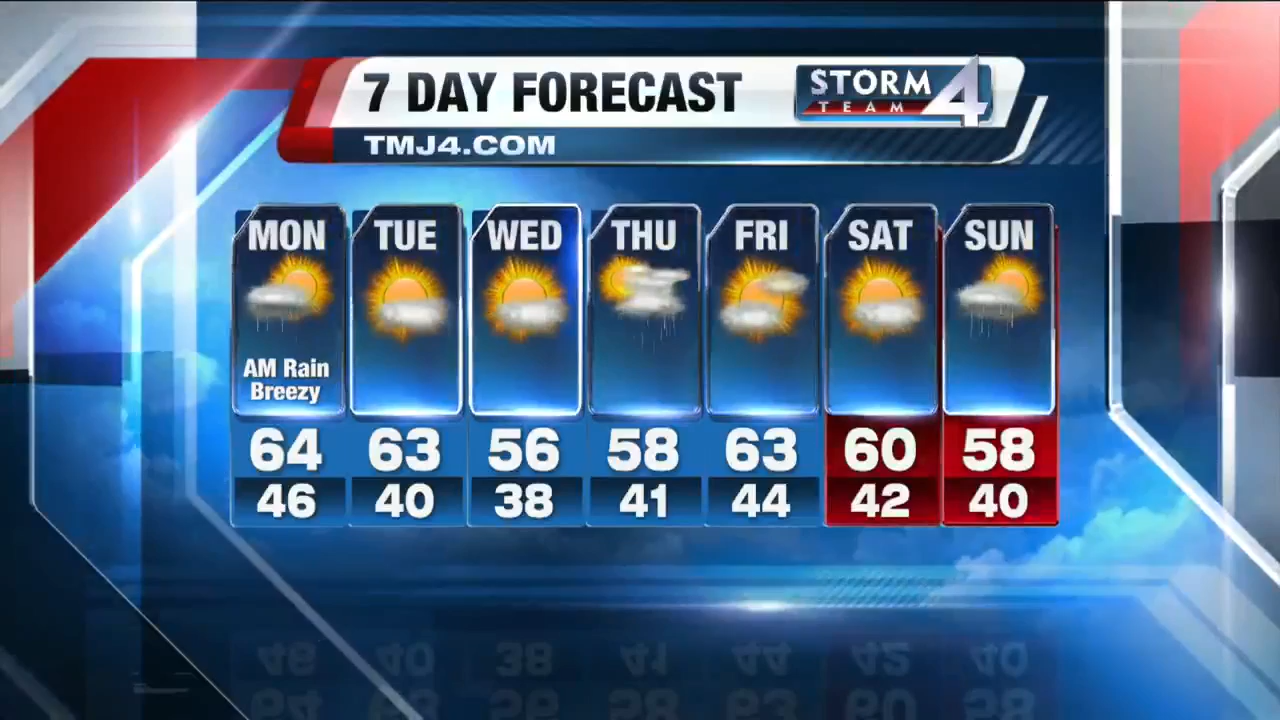 7 DAY FORECAST
STORM
TEAM 4
TMJ4.COM
MON TUE WED THU FRI SAT SUN
AM Rain
Breezy
64 63 56 58 63 60 58
46 40 38 41 44 42 40